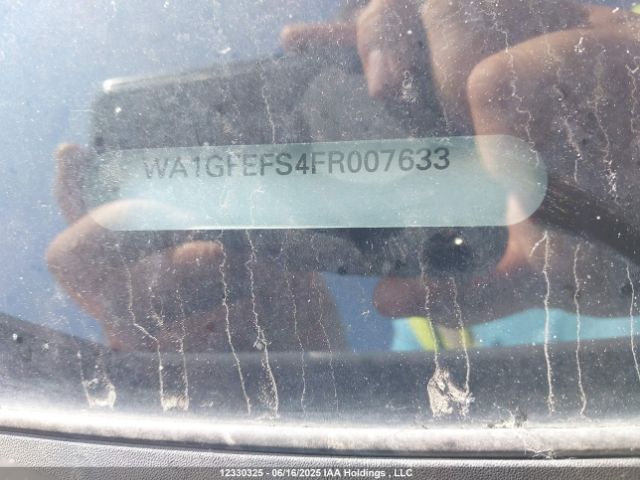 WA1GFEFS4FR007633
12330325 - 06/16/2025 IAA Holdings , LLC